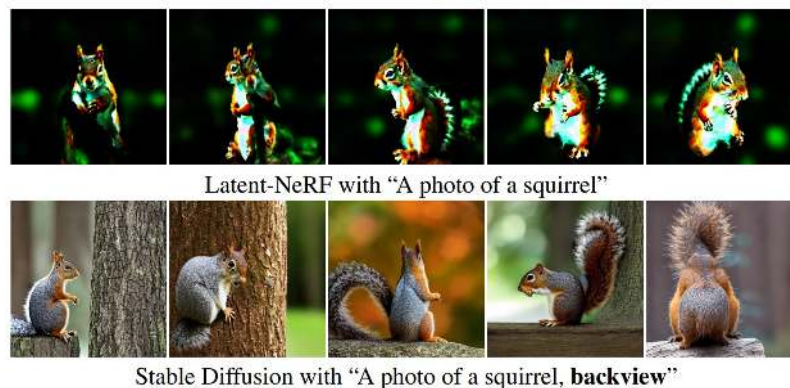 Latent-NeRF with “A photo of a squirrel”
Stable Diffusion with “A photo of a squirrel, backview”